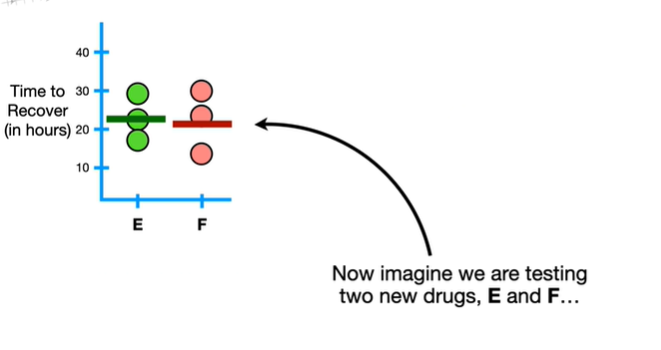 40
Time to 30
Recover
(in hours) 20
10
E F
Now imagine we are testing
two new drugs, E and F...